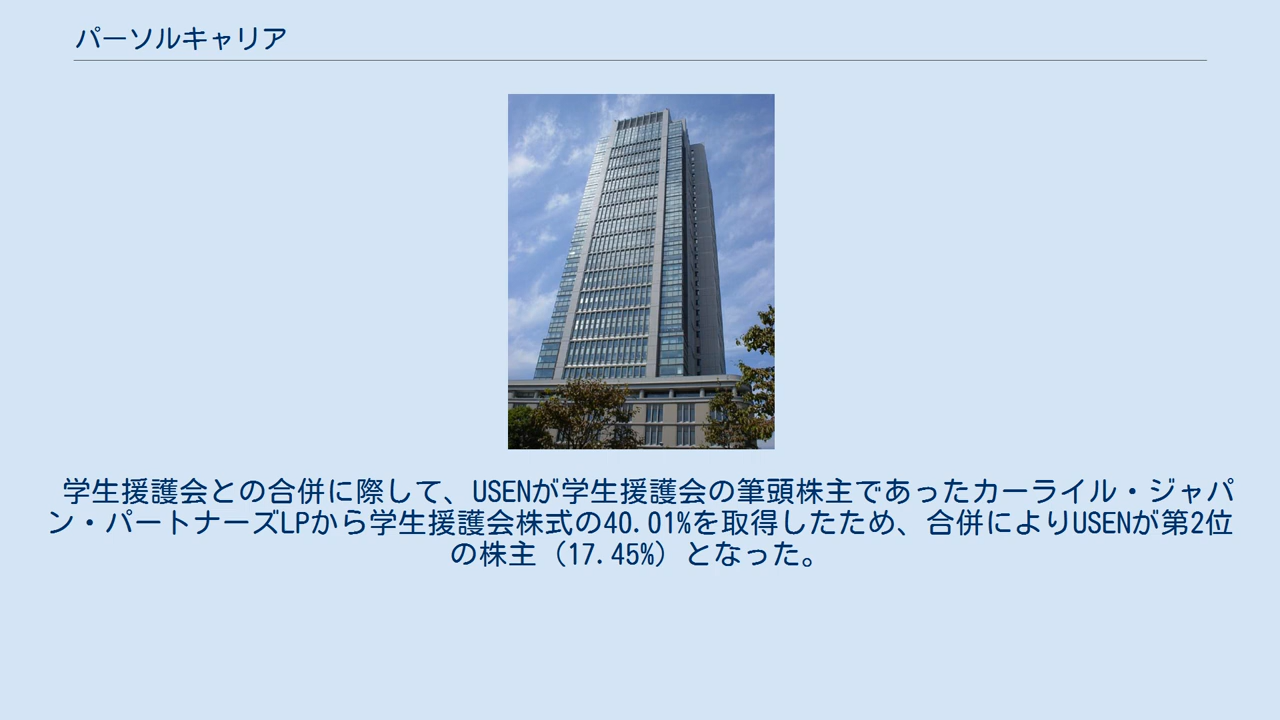 パーソルキャリア
学生援護会との合併に際して、USENが学生援護会の筆頭株主であったカーライル・ジャパ
ン・パートナーズLPから学生援護会株式の40.01%を取得したため、合併によりUSENが第2位
の株主（17.45%）となった。